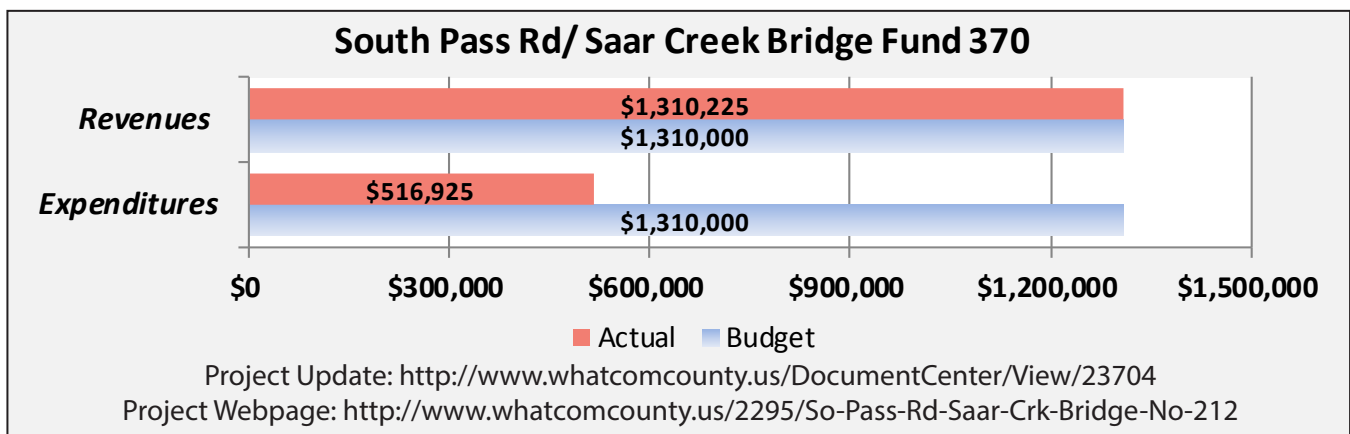 South Pass Rd/ Saar Creek Bridge Fund 370
Revenues
$1,310,225
$1,310,000
Expenditures
$516,925
$1,310,000
$0 $300,000 $600,000 $900,000 $1,200,000 $1,500,000
Actual Budget
Project Update: http://www.whatcomcounty.us/DocumentCenter/View/23704
Project Webpage: http://www.whatcomcounty.us/2295/So-Pass-Rd-Saar-Crk-Bridge-No-212